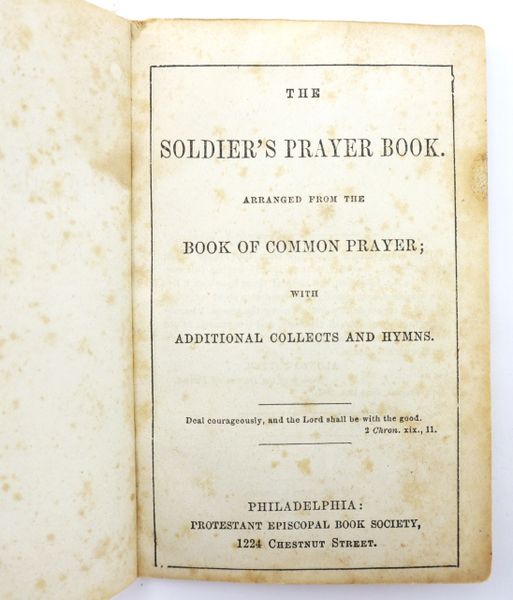 THE
SOLDIER'S PRAYER BOOK.
ARRANGED FROM THE
BOOK OF COMMON PRAYER;
WITH
ADDITIONAL COLLECTS AND HYMNS.
Deal courageously, and the Lord shall be with the good.
2 Chron. xix., 11.
PHILADELPHIA:
PROTESTANT EPISCOPAL BOOK SOCIETY,
1224 CHESTNUT STREET.